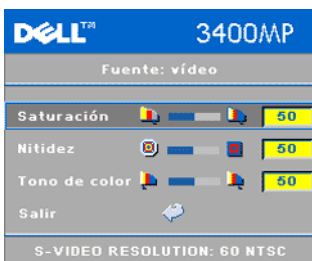 DELL™ 3400MP
Fuente: vídeo
Saturación 50
Nitidez 50
Tono de color 50
Salir
S-VIDEO RESOLUTION: 60 NTSC